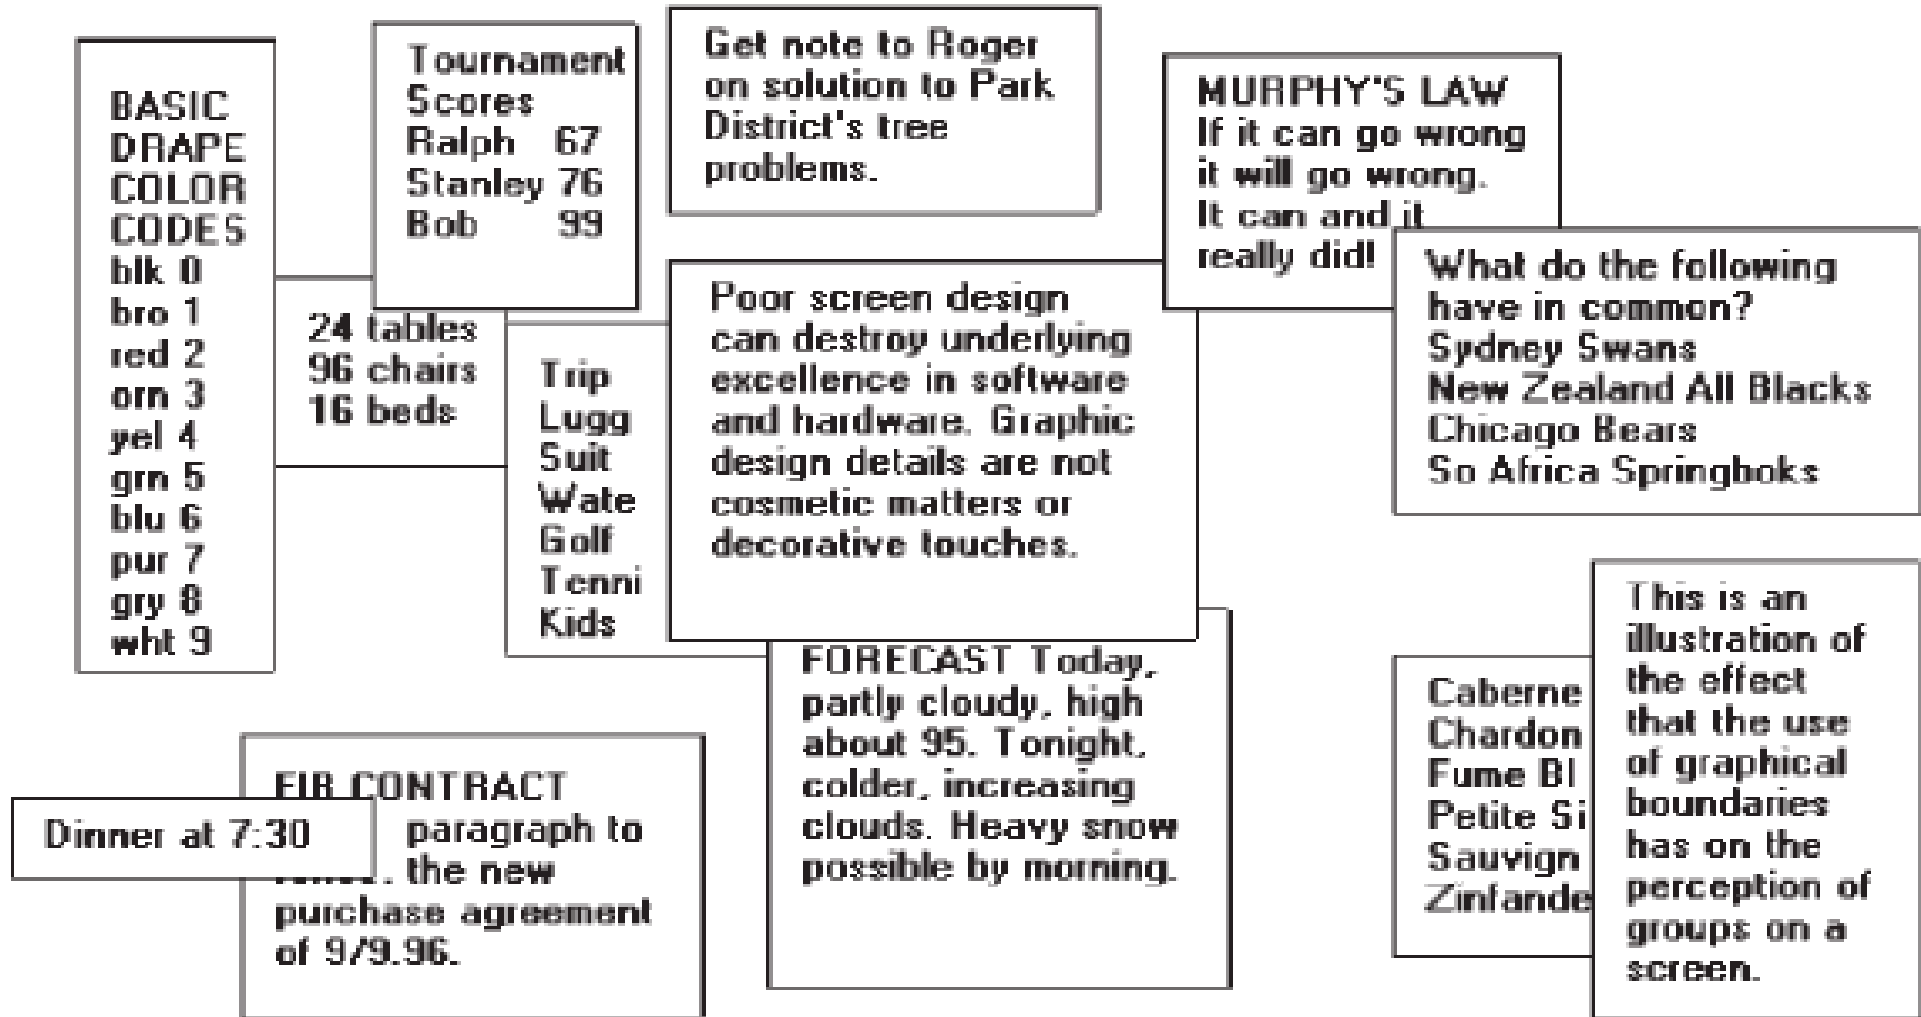 BASIC
DRAPE
COLOR
CODES
blk 0
bro 1
red 2
orn 3
yel 4
grn 5
blu 6
pur 7
gry 8
wht 9
Tournament
Scores
Ralph 67
Stanley 76
Bob 99
24 tables
96 chairs
16 beds
Get note to Roger
on solution to Park
District's tree
problems.
MURPHY'S LAW
If it can go wrong
it will go wrong.
It can and it
really did!
What do the following
have in common?
Sydney Swans
New Zealand All Blacks
Chicago Bears
So Africa Springboks
Trip
Lugg
Suit
Wate
Golf
Tenni
Kids
Poor screen design
can destroy underlying
excellence in software
and hardware. Graphic
design details are not
cosmetic matters or
decorative touches.
FORECAST Today,
partly cloudy, high
about 95. Tonight,
colder, increasing
clouds. Heavy snow
possible by morning.
CONTRACT
paragraph to
the new
purchase agreement
of 9/9.96.
Dinner at 7:30
Caberne
Chardon
Fume Bl
Petite Si
Sauvign
Zinfande
This is an
illustration of
the effect
that the use
of graphical
boundaries
has on the
perception of
groups on a
screen.